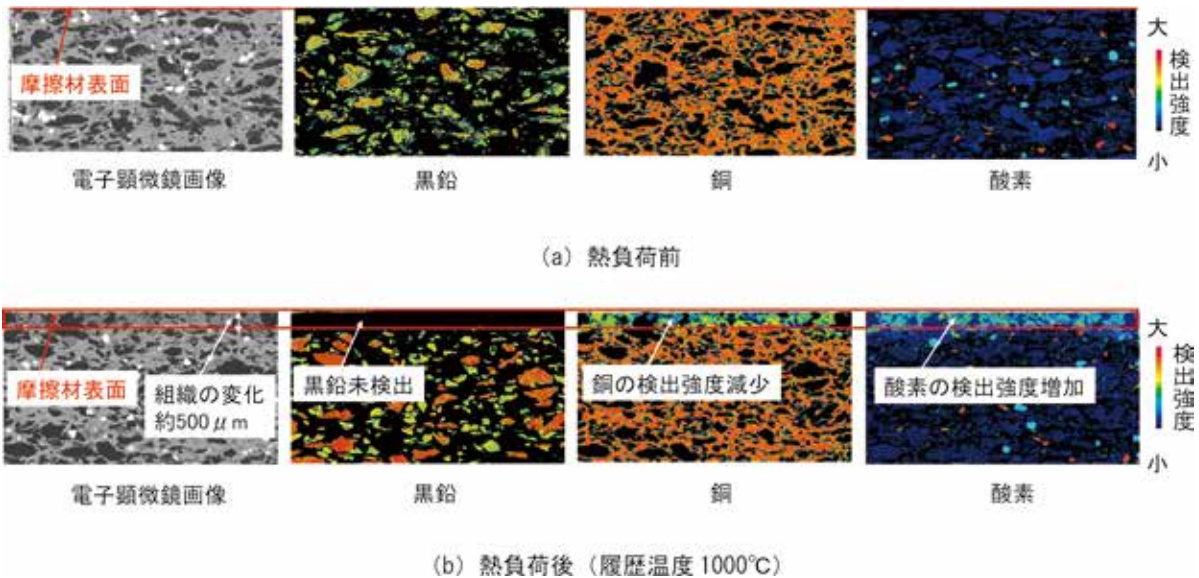 摩擦材表面
大
検出強度
小
電子顕微鏡画像
黒鉛
銅
酸素
(a) 熱負荷前
摩擦材表面
組織の変化
約500μm
黒鉛未検出
銅の検出強度減少
酸素の検出強度増加
大
検出強度
小
電子顕微鏡画像
黒鉛
銅
酸素
(b) 熱負荷後（履歴温度 1000℃）